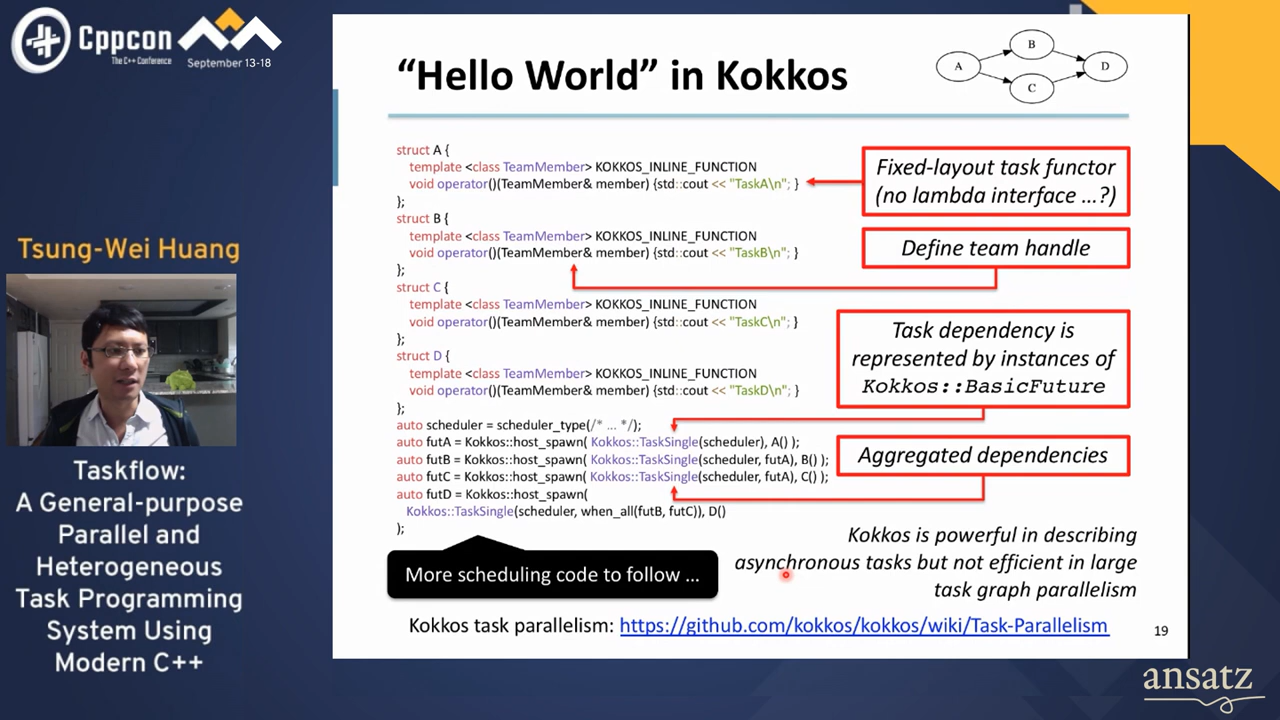 Cppcon
The C++ Conference
September 13-18
Tsung-Wei Huang
Taskflow:
A General-purpose
Parallel and
Heterogeneous
Task Programming
System Using
Modern C++
"Hello World" in Kokkos
A
B
C
D
struct A {
template <class TeamMember> KOKKOS_INLINE_FUNCTION
void operator()(TeamMember& member) {std::cout << "TaskA\n"; }
};
struct B {
template <class TeamMember> KOKKOS_INLINE_FUNCTION
void operator()(TeamMember& member) {std::cout << "TaskB\n"; }
};
struct C {
template <class TeamMember> KOKKOS_INLINE_FUNCTION
void operator()(TeamMember& member) {std::cout << "TaskC\n"; }
};
struct D {
template <class TeamMember> KOKKOS_INLINE_FUNCTION
void operator()(TeamMember& member) {std::cout << "TaskD\n"; }
};
auto scheduler = scheduler_type(/* ... */);
auto futA = Kokkos::host_spawn( Kokkos::TaskSingle(scheduler), A() );
auto futB = Kokkos::host_spawn( Kokkos::TaskSingle(scheduler, futA), B() );
auto futC = Kokkos::host_spawn( Kokkos::TaskSingle(scheduler, futA), C() );
auto futD = Kokkos::host_spawn(
Kokkos::TaskSingle(scheduler, when_all(futB, futC)), D()
);
Fixed-layout task functor
(no lambda interface ...?)
Define team handle
Task dependency is
represented by instances of
Kokkos::BasicFuture
Aggregated dependencies
More scheduling code to follow ...
Kokkos is powerful in describing
asynchronous tasks but not efficient in large
task graph parallelism
Kokkos task parallelism: https://github.com/kokkos/kokkos/wiki/Task-Parallelism
19
ansatz